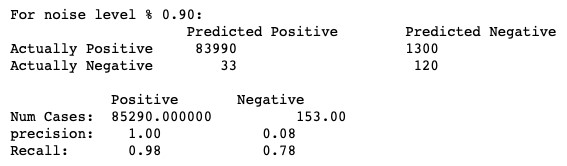 For noise level % 0.90:
Predicted Positive Predicted Negative
Actually Positive 83990 1300
Actually Negative 33 120
Positive Negative
Num Cases: 85290.000000 153.00
precision: 1.00 0.08
Recall: 0.98 0.78